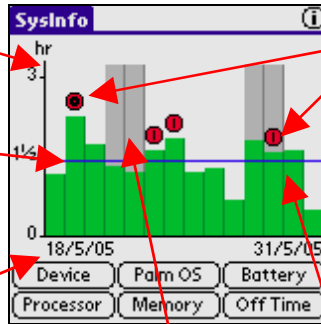 SysInfo i
hr
3
1½
0
18/5/05 31/5/05
Device Palm OS Battery
Processor Memory Off Time